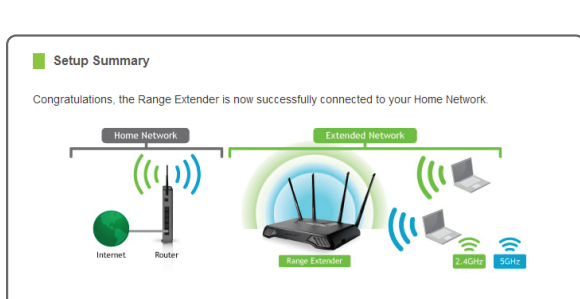 Setup Summary
Congratulations, the Range Extender is now successfully connected to your Home Network.
Home Network
Extended Network
Internet
Router
Range Extender
2.4GHz
5GHz